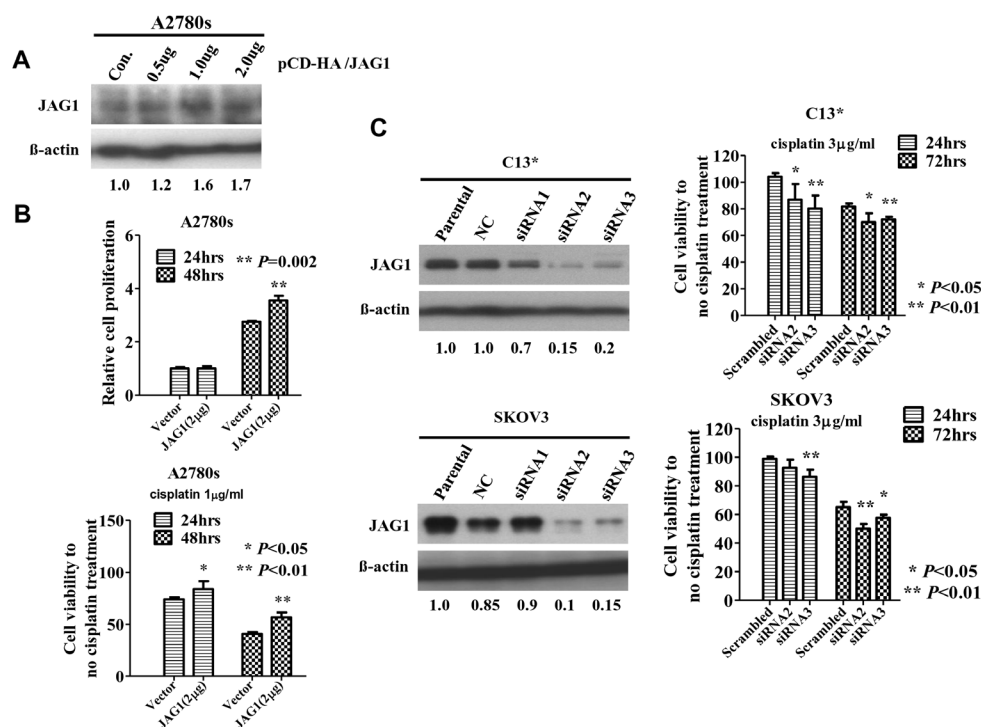 A
A2780s
Con. 0.5ug 1.0ug 2.0ug pCD-HA/JAG1
JAG1
ß-actin
1.0 1.2 1.6 1.7
B
A2780s
24hrs
48hrs
** P=0.002
**
Relative cell proliferation
6
4
2
0
Vector JAG1(2μg) Vector JAG1(2μg)
A2780s
cisplatin 1μg/ml
24hrs
48hrs
* P<0.05
** P<0.01
* **
Cell viability to
no cisplatin treatment
150
100
50
0
Vector JAG1(2μg) Vector JAG1(2μg)
C
C13*
Parental NC siRNA1 siRNA2 siRNA3
JAG1
ß-actin
1.0 1.0 0.7 0.15 0.2
C13*
cisplatin 3μg/ml
24hrs
72hrs
* ** * **
* P<0.05
** P<0.01
Cell viability to
no cisplatin treatment
120
100
80
60
40
20
0
Scrambled siRNA2 siRNA3 Scrambled siRNA2 siRNA3
SKOV3
Parental NC siRNA1 siRNA2 siRNA3
JAG1
ß-actin
1.0 0.85 0.9 0.1 0.15
SKOV3
cisplatin 3μg/ml
24hrs
72hrs
** ** *
* P<0.05
** P<0.01
Cell viability to
no cisplatin treatment
120
100
80
60
40
20
0
Scrambled siRNA2 siRNA3 Scrambled siRNA2 siRNA3